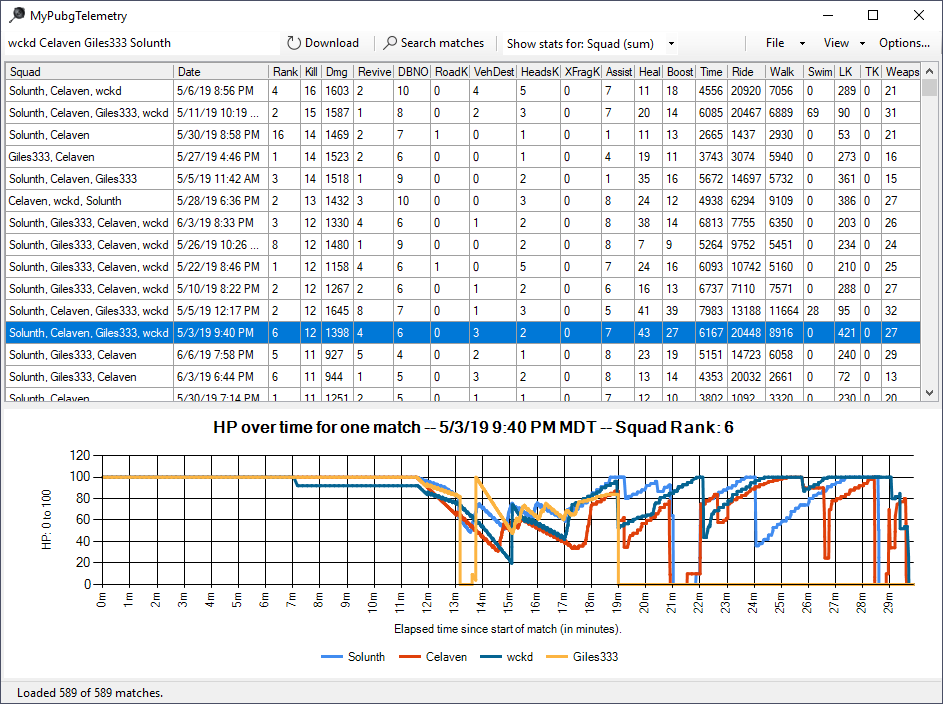 MyPubgTelemetry
wckd Celaven Giles333 Solunth Download Search matches Show stats for: Squad (sum) File View Options...
Squad Date Rank Kill Dmg Revive DBNO RoadK VehDest HeadsK XFragK Assist Heal Boost Time Ride Walk Swim LK TK Weaps
Solunth, Celaven, wckd 5/6/19 8:56 PM 4 16 1603 2 10 0 4 5 0 7 11 18 4556 20920 7056 0 289 0 21
Solunth, Celaven, Giles333, wckd 5/11/19 10:19 ... 2 15 1587 1 8 0 2 3 0 7 20 14 6085 20467 6889 69 90 0 31
Solunth, Celaven 5/30/19 8:58 PM 16 14 1469 2 7 1 0 1 0 1 11 13 2665 1437 2930 0 53 0 21
Giles333, Celaven 5/27/19 4:46 PM 1 14 1523 2 6 0 0 1 0 4 19 11 3743 3074 5940 0 273 0 16
Solunth, Celaven, Giles333 5/5/19 11:42 AM 3 14 1518 1 9 0 0 2 0 1 35 16 5672 14697 5732 0 361 0 15
Celaven, wckd, Solunth 5/28/19 6:36 PM 2 13 1432 3 10 0 0 3 0 8 24 12 4938 6294 9109 0 386 0 27
Solunth, Giles333, Celaven, wckd 6/3/19 8:33 PM 3 12 1330 4 6 0 1 2 0 8 38 14 6813 7755 6350 0 203 0 26
Solunth, Giles333, Celaven, wckd 5/26/19 10:26 ... 8 12 1480 1 9 0 0 2 0 8 7 9 5264 9752 5451 0 234 0 24
Solunth, Giles333, Celaven, wckd 5/22/19 8:46 PM 1 12 1158 4 6 1 0 5 0 7 24 16 6093 10742 5160 0 210 0 25
Solunth, Giles333, Celaven, wckd 5/10/19 8:22 PM 2 12 1267 2 6 0 1 2 0 6 16 13 6737 7110 7571 0 288 0 27
Solunth, Giles333, Celaven, wckd 5/5/19 12:17 PM 2 12 1645 8 7 0 1 3 0 5 41 39 7983 13188 11664 28 95 0 32
Solunth, Celaven, Giles333, wckd 5/3/19 9:40 PM 6 12 1398 4 6 0 3 2 0 7 43 27 6167 20448 8916 0 421 0 27
Solunth, Giles333, Celaven 6/6/19 7:58 PM 5 11 927 5 4 0 2 1 0 8 23 19 5151 14723 6058 0 240 0 29
Solunth, Giles333, Celaven 6/3/19 6:44 PM 6 11 944 1 5 0 3 2 0 8 13 14 4353 20032 2661 0 72 0 13
Solunth, Celaven 5/30/19 7:14 PM 1 11 1251 2 5 0 1 1 0 7 12 10 3802 1092 3320 0 230 0 20
HP over time for one match -- 5/3/19 9:40 PM MDT -- Squad Rank: 6
HP: 0 to 100
120
100
80
60
40
20
0
0m 1m 2m 3m 4m 5m 6m 7m 8m 9m 10m 11m 12m 13m 14m 15m 16m 17m 18m 19m 20m 21m 22m 23m 24m 25m 26m 27m 28m 29m
Elapsed time since start of match (in minutes).
Solunth Celaven wckd Giles333
Loaded 589 of 589 matches.